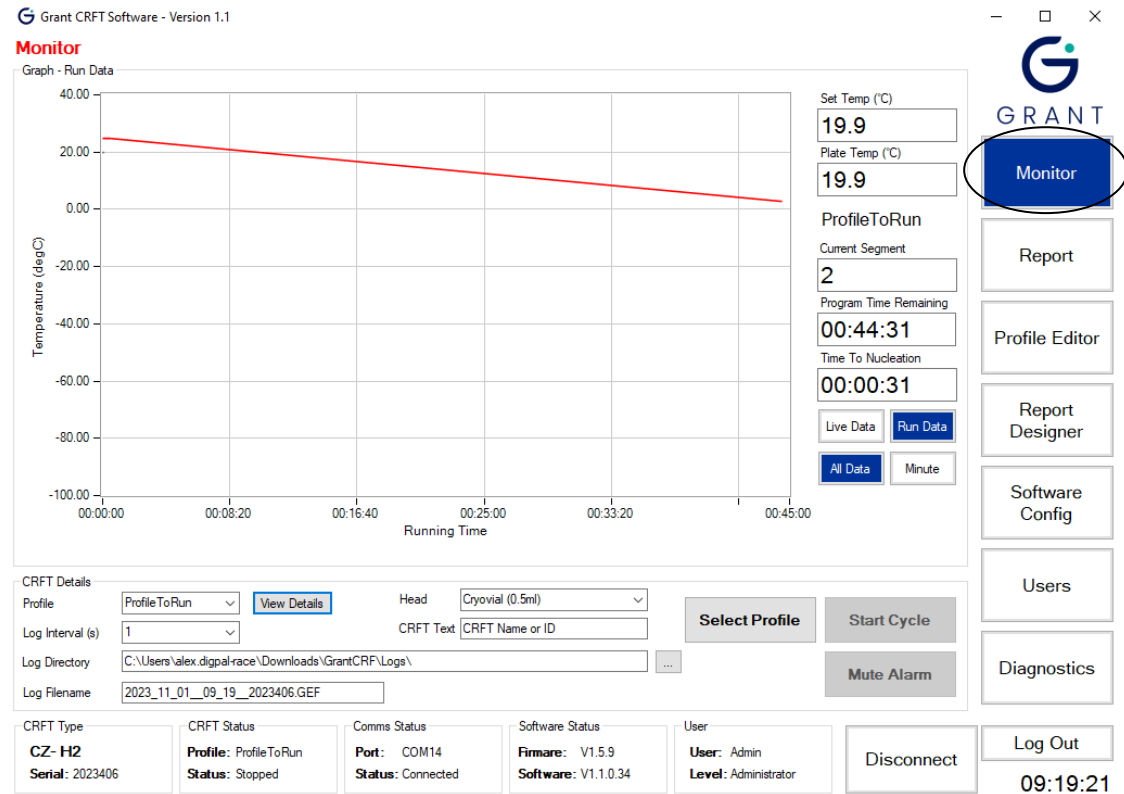 Grant CRFT Software - Version 1.1
Monitor
Graph - Run Data
40.00
20.00
0.00
-20.00
-40.00
-60.00
-80.00
-100.00
Temperature (degC)
00:00:00 00:08:20 00:16:40 00:25:00 00:33:20 00:45:00
Running Time
Set Temp (°C)
19.9
Plate Temp (°C)
19.9
ProfileToRun
Current Segment
2
Program Time Remaining
00:44:31
Time To Nucleation
00:00:31
Live Data Run Data
All Data Minute
GRANT
Monitor
Report
Profile Editor
Report
Designer
Software
Config
Users
Diagnostics
CRFT Details
Profile ProfileToRun View Details Head Cryovial (0.5ml)
Log Interval (s) 1 CRFT Text CRFT Name or ID
Select Profile Start Cycle
Log Directory C:\Users\alex.digpal-race\Downloads\GrantCRF\Logs\ ...
Mute Alarm
Log Filename 2023_11_01__09_19__2023406.GEF
CRFT Type
CZ- H2
Serial: 2023406
CRFT Status
Profile: ProfileToRun
Status: Stopped
Comms Status
Port: COM14
Status: Connected
Software Status
Firmare: V1.5.9
Software: V1.1.0.34
User
User: Admin
Level: Administrator
Disconnect
Log Out
09:19:21